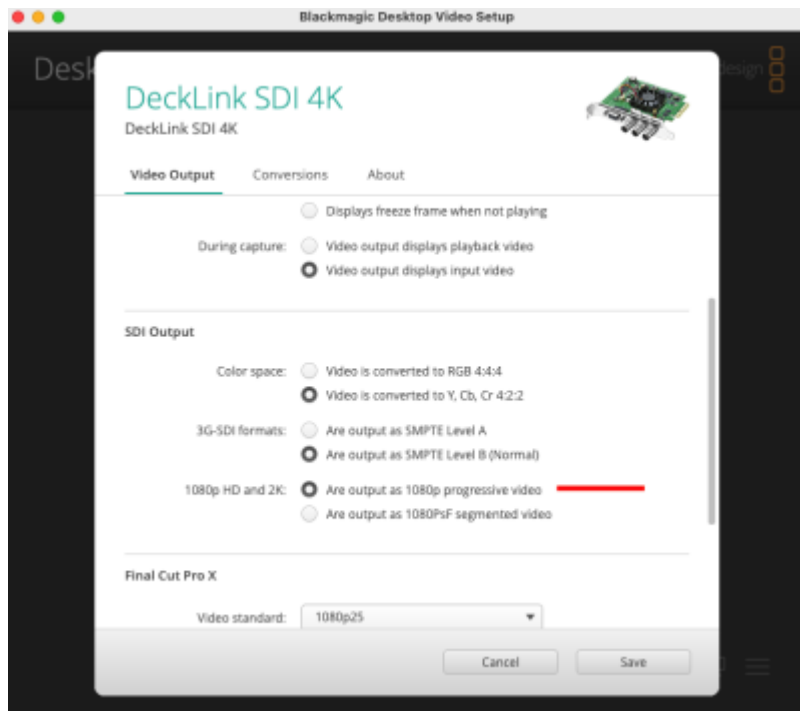 Blackmagic Desktop Video Setup
Desk
design
DeckLink SDI 4K
DeckLink SDI 4K
Video Output Conversions About
Displays freeze frame when not playing
During capture: Video output displays playback video
Video output displays input video
SDI Output
Color space: Video is converted to RGB 4:4:4
Video is converted to Y, Cb, Cr 4:2:2
3G-SDI formats: Are output as SMPTE Level A
Are output as SMPTE Level B (Normal)
1080p HD and 2K: Are output as 1080p progressive video
Are output as 1080PsF segmented video
Final Cut Pro X
Video standard: 1080p25
Cancel Save